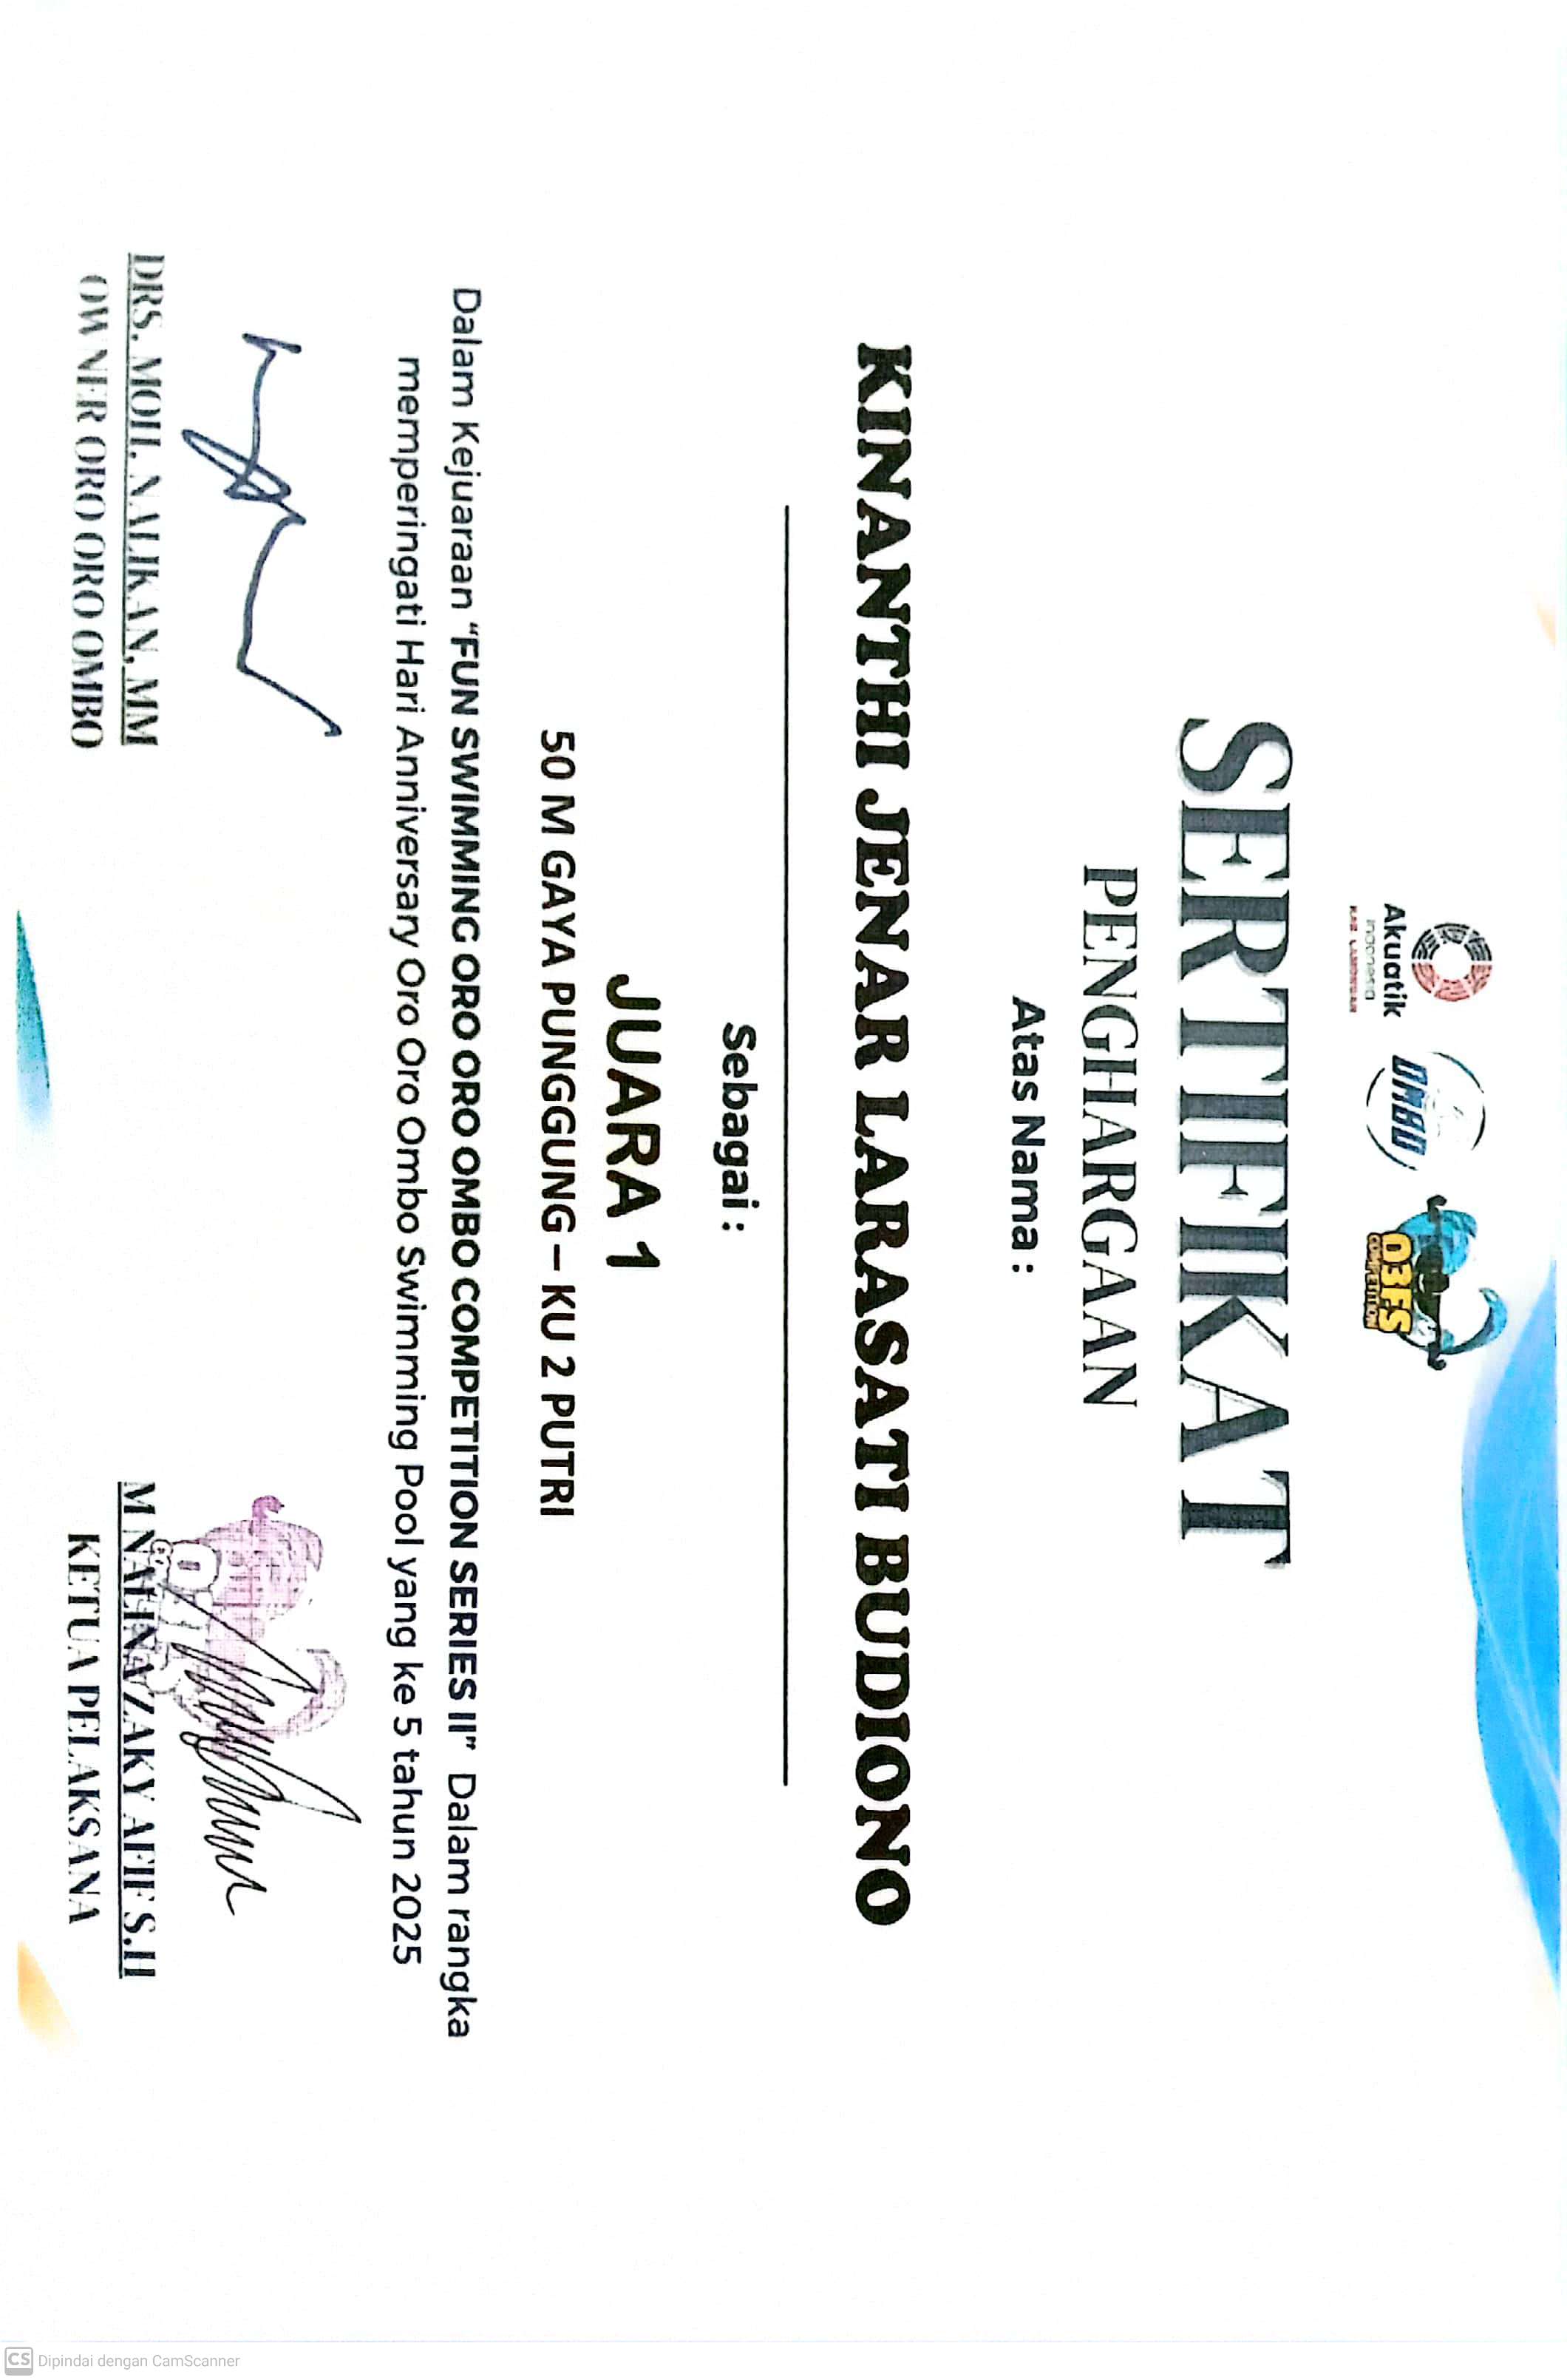 Akuatik
Indonesia
OMBO
O3FS
COMPETITION
SERTIFIKAT
PENGHARGAAN
Atas Nama :
KINANTHI JENAR LARASATI BUDIONO
Sebagai :
JUARA 1
50 M GAYA PUNGGUNG – KU 2 PUTRI
Dalam Kejuaraan “FUN SWIMMING ORO ORO OMBO COMPETITION SERIES II” Dalam rangka
memperingati Hari Anniversary Oro Oro Ombo Swimming Pool yang ke 5 tahun 2025
DRS. MOH. NALIKAN, MM
OWNER ORO ORO OMBO
M NALINA ZAKY AFIF S.H
KETUA PELAKSANA
CS Dipindai dengan CamScanner